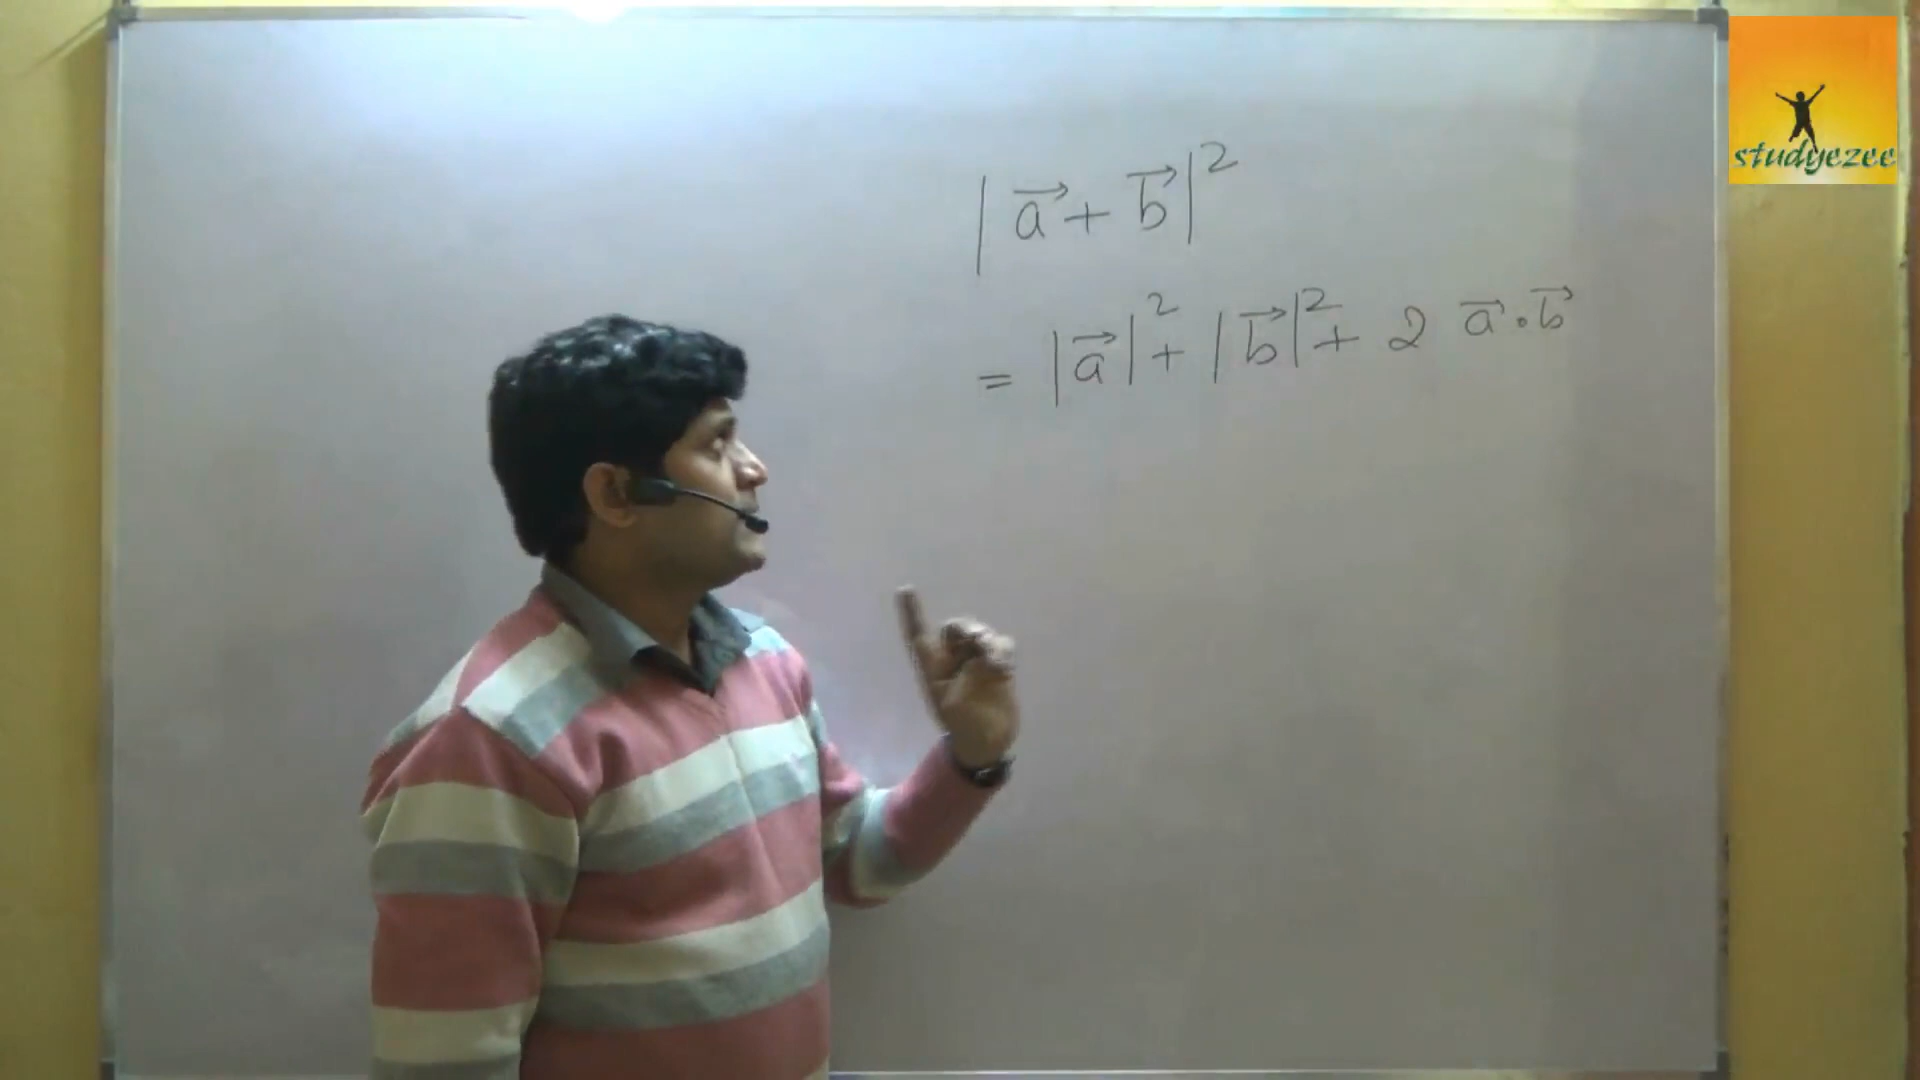 |a⃗ + b⃗|²
= |a⃗|² + |b⃗|² + 2 a⃗ · b⃗
studyezee